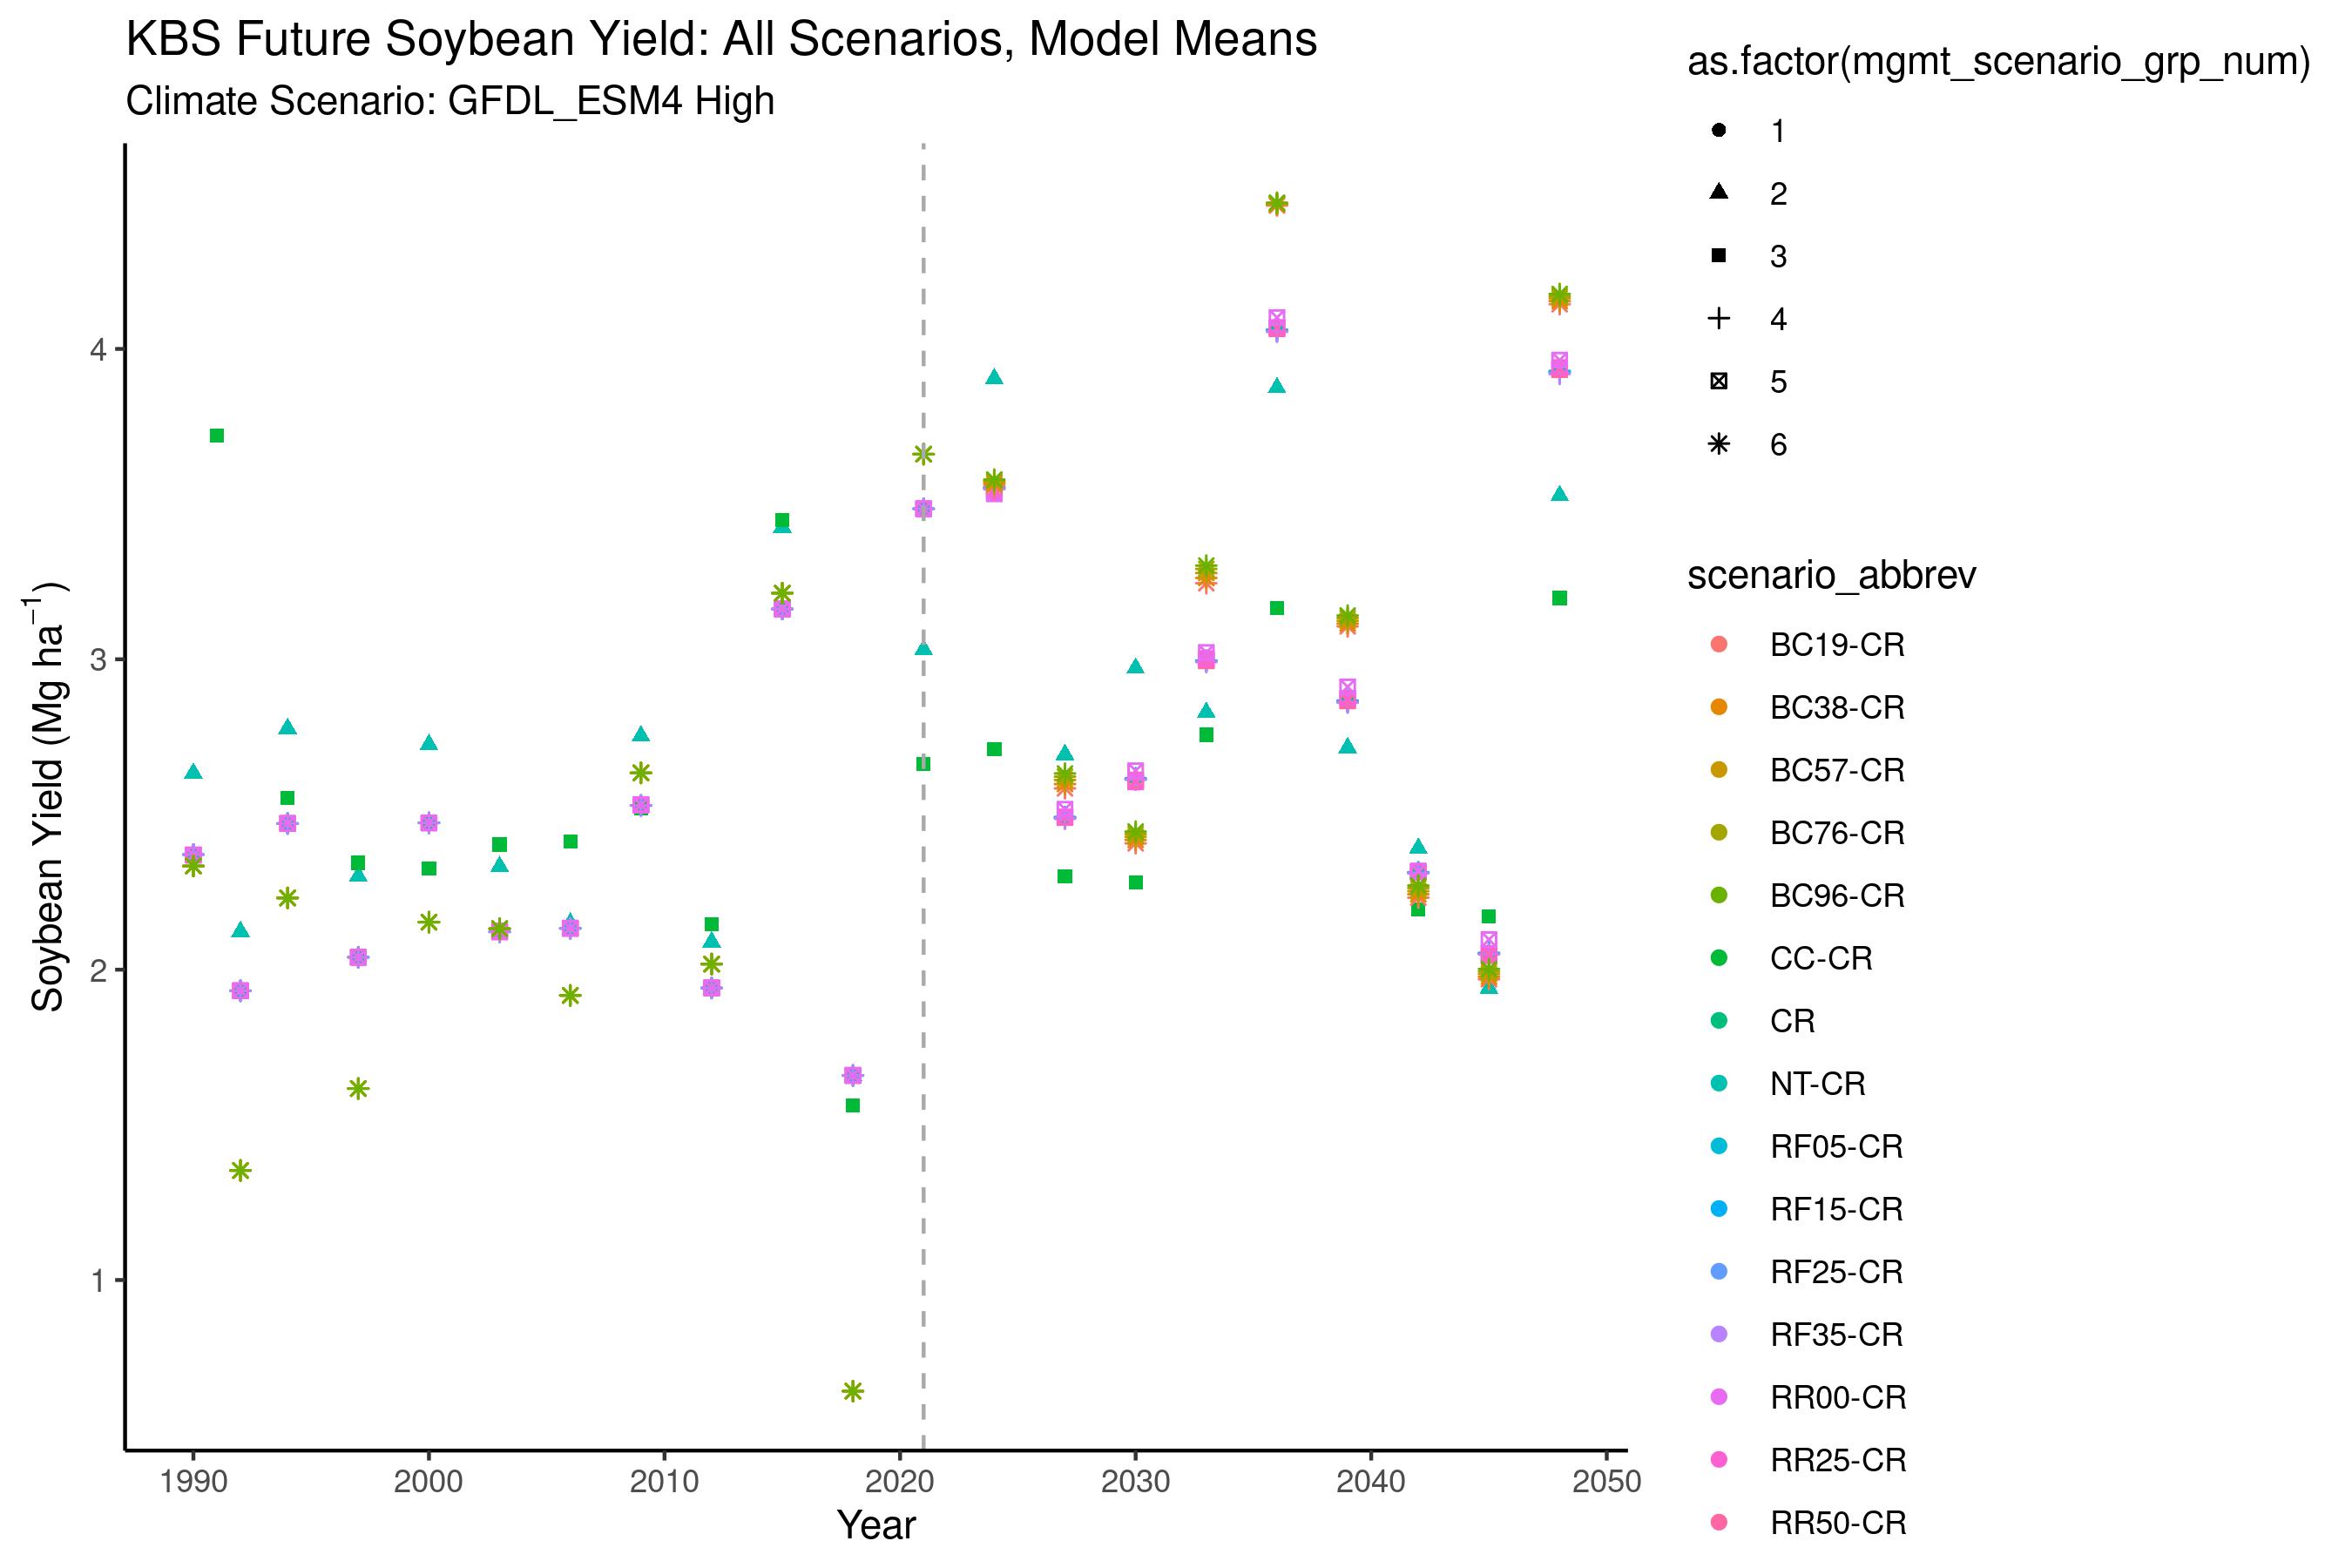 KBS Future Soybean Yield: All Scenarios, Model Means
Climate Scenario: GFDL_ESM4 High
Soybean Yield (Mg ha⁻¹)
4
3
2
1
1990 2000 2010 2020 2030 2040 2050
Year
as.factor(mgmt_scenario_grp_num)
1
2
3
4
5
6
scenario_abbrev
BC19-CR
BC38-CR
BC57-CR
BC76-CR
BC96-CR
CC-CR
CR
NT-CR
RF05-CR
RF15-CR
RF25-CR
RF35-CR
RR00-CR
RR25-CR
RR50-CR